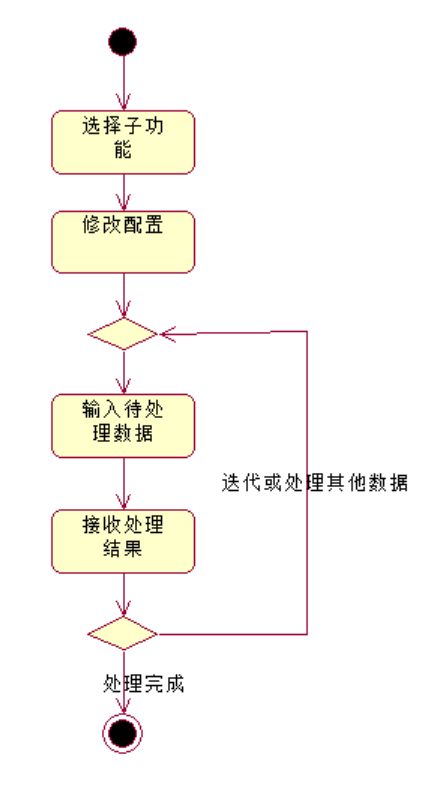 选择子功
能
修改配置
输入待处
理数据
迭代或处理其他数据
接收处理
结果
处理完成